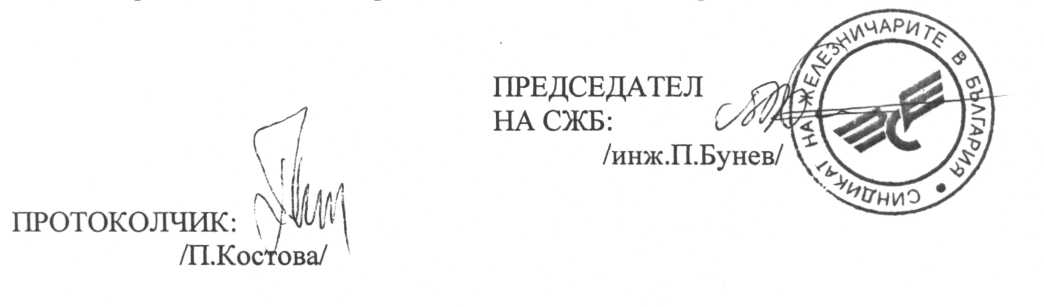 ПРЕДСЕДАТЕЛ
НА СЖБ:
/инж.П.Бунев/
СИНДИКАТ НА ЖЕЛЕЗНИЧАРИТЕ В БЪЛГАРИЯ
ПРОТОКОЛЧИК:
/П.Костова/